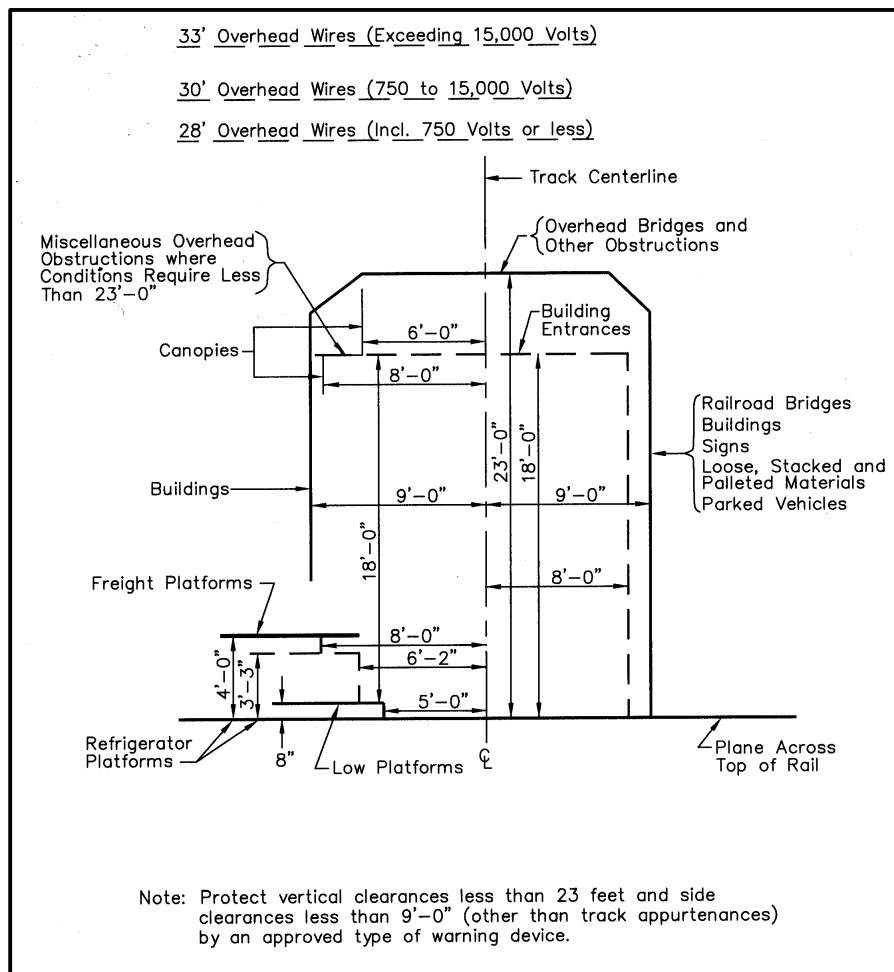 33' Overhead Wires (Exceeding 15,000 Volts)
30' Overhead Wires (750 to 15,000 Volts)
28' Overhead Wires (Incl. 750 Volts or less)
Track Centerline
Overhead Bridges and
Other Obstructions
Miscellaneous Overhead
Obstructions where
Conditions Require Less
Than 23'-0"
Building
Entrances
6'-0"
Canopies
8'-0"
Railroad Bridges
Buildings
Signs
Loose, Stacked and
Palleted Materials
Parked Vehicles
23'-0"
18'-0"
Buildings
9'-0"
9'-0"
18'-0"
Freight Platforms
8'-0"
8'-0"
6'-2"
4'-0"
3'-3"
5'-0"
Refrigerator
Platforms
8"
Low Platforms
CL
Plane Across
Top of Rail
Note: Protect vertical clearances less than 23 feet and side
clearances less than 9'-0" (other than track appurtenances)
by an approved type of warning device.